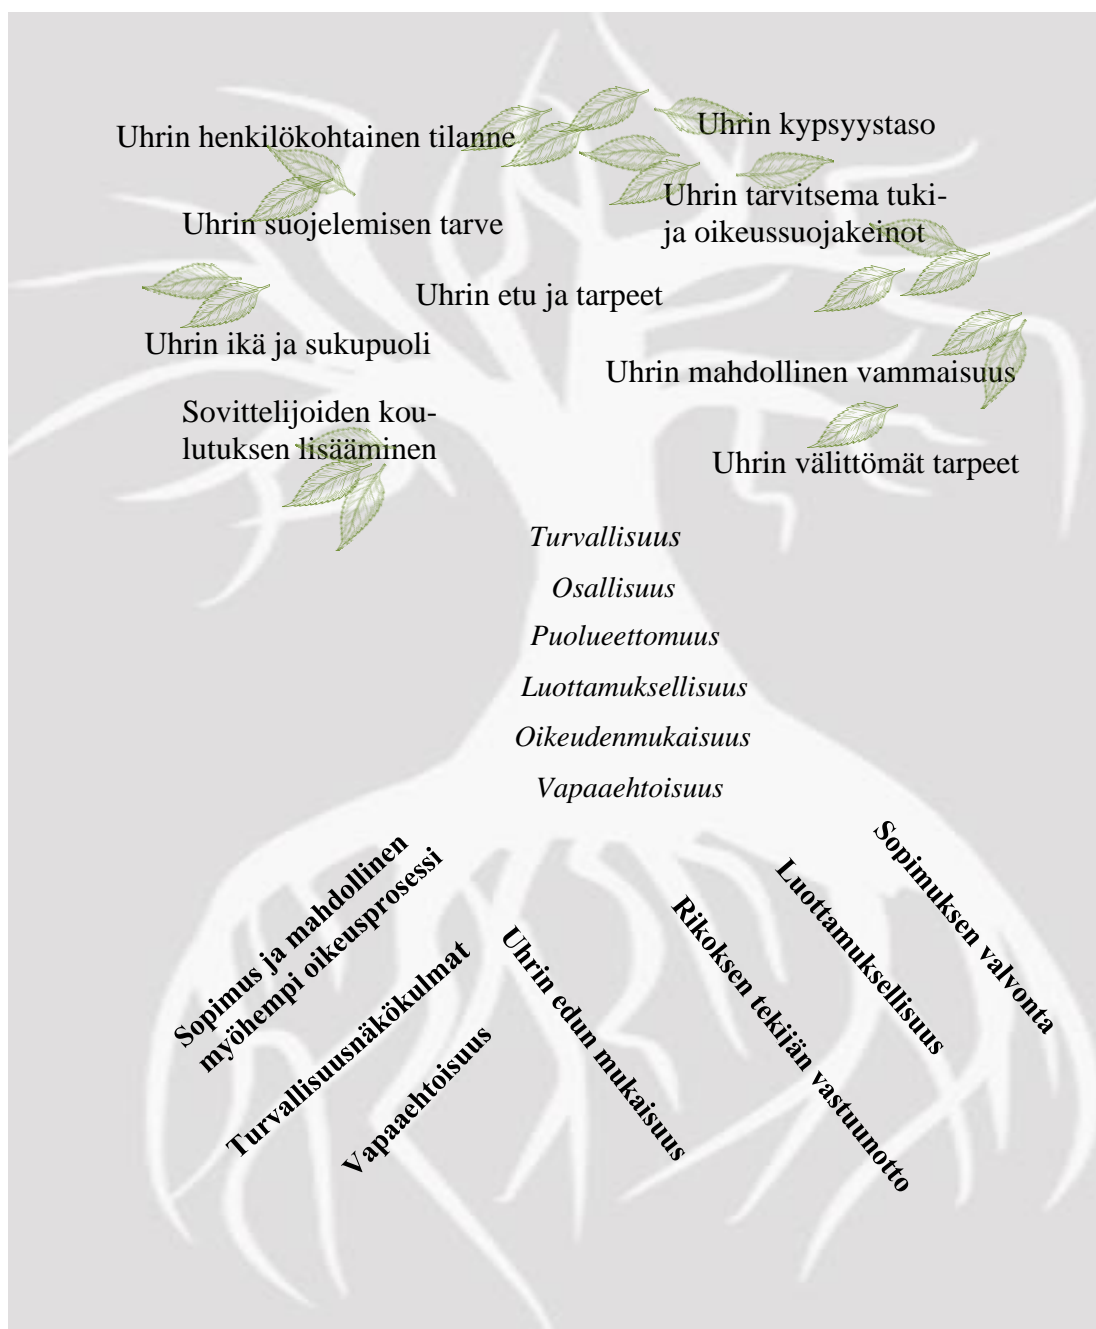 Uhrin henkilökohtainen tilanne
Uhrin kypsyystaso
Uhrin tarvitsema tuki-
ja oikeussuojakeinot
Uhrin suojelemisen tarve
Uhrin etu ja tarpeet
Uhrin ikä ja sukupuoli
Uhrin mahdollinen vammaisuus
Sovittelijoiden kou-
lutuksen lisääminen
Uhrin välittömät tarpeet
Turvallisuus
Osallisuus
Puolueettomuus
Luottamuksellisuus
Oikeudenmukaisuus
Vapaaehtoisuus
Sopimus ja mahdollinen
myöhempi oikeusprosessi
Turvallisuusnäkökulmat
Vapaaehtoisuus
Uhrin edun mukaisuus
Rikoksen tekijän vastuunotto
Luottamuksellisuus
Sopimuksen valvonta